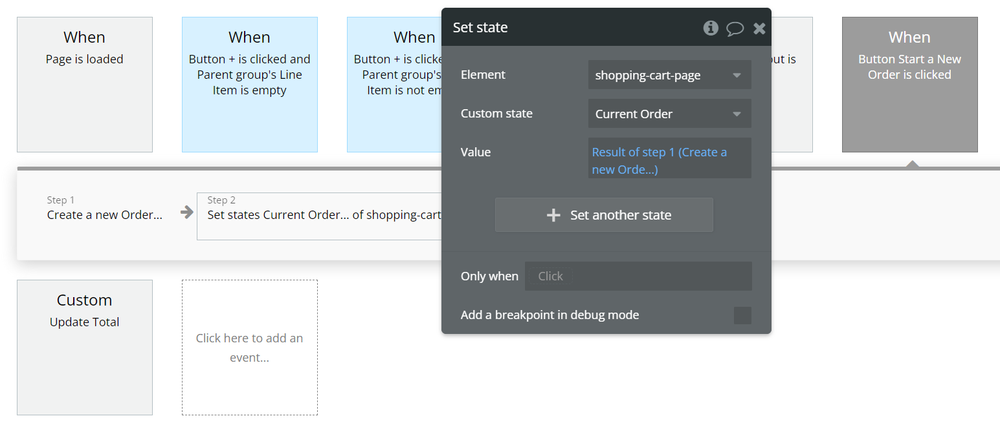 When
Page is loaded
When
Button + is clicked and
Parent group's Line
Item is empty
When
Button + is
Parent group's
Item is not
Set state
Element
shopping-cart-page
Custom state
Current Order
Value
Result of step 1 (Create a
new Orde...)
Set another state
Only when
Click
Add a breakpoint in debug mode
is
When
Button Start a New
Order is clicked
Step 1
Create a new Order...
Step 2
Set states Current Order... of shopping-cart
Custom
Update Total
Click here to add an
event...